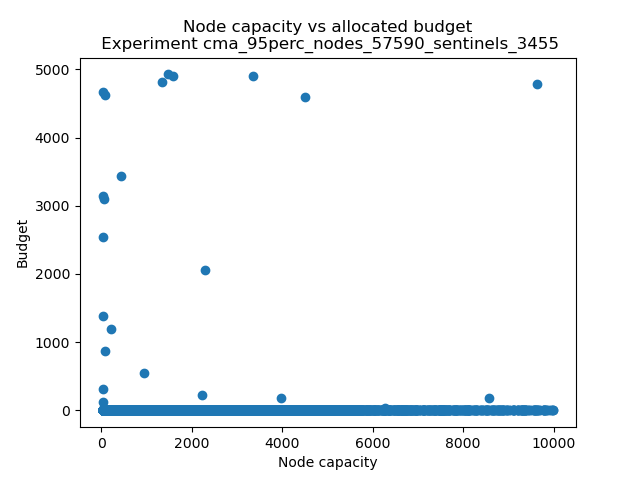 Node capacity vs allocated budget
Experiment cma_95perc_nodes_57590_sentinels_3455
5000
4000
3000
2000
1000
0
Budget
0 2000 4000 6000 8000 10000
Node capacity